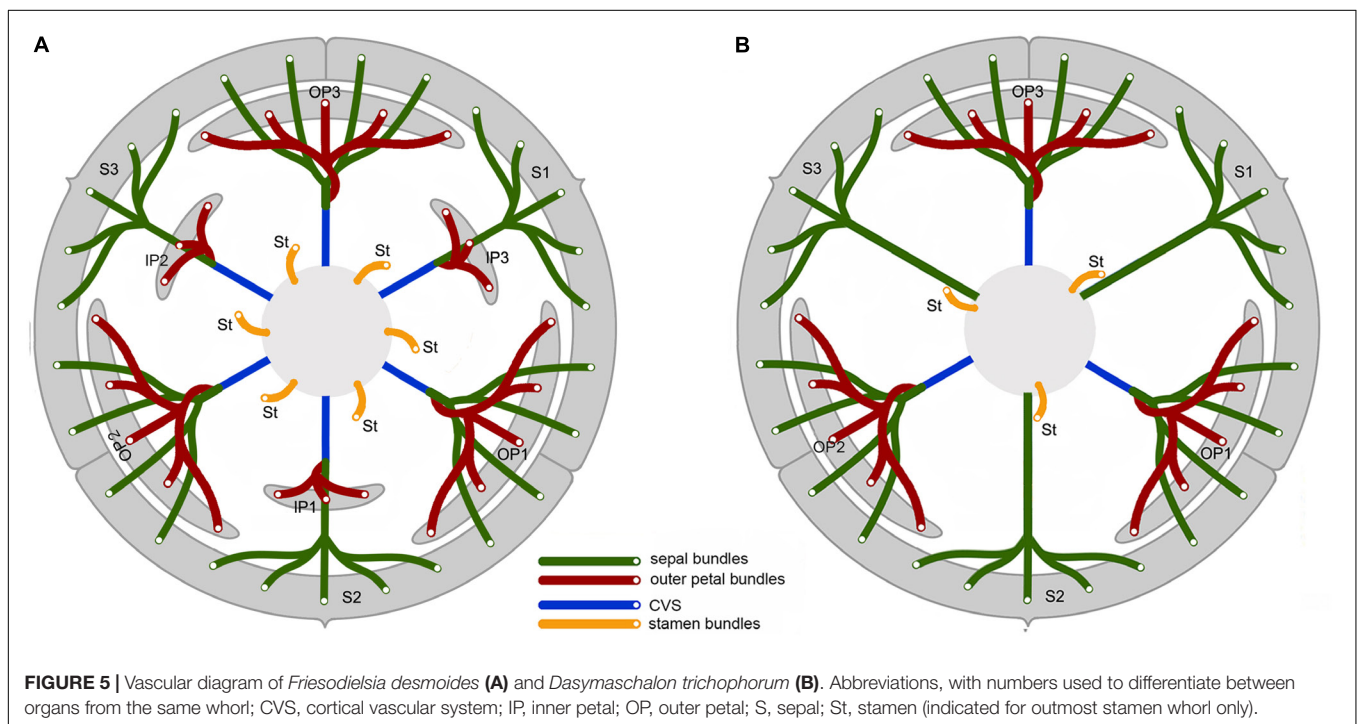 A
B
OP3
OP3
S3
S1
S3
S1
St
St
IP2
IP3
St
St
St
St
St
St
St
OP2
OP1
OP2
OP1
St
IP1
S2
S2
sepal bundles
outer petal bundles
CVS
stamen bundles
FIGURE 5 | Vascular diagram of Friesodielsia desmoides (A) and Dasymaschalon trichophorum (B). Abbreviations, with numbers used to differentiate between
organs from the same whorl; CVS, cortical vascular system; IP, inner petal; OP, outer petal; S, sepal; St, stamen (indicated for outmost stamen whorl only).